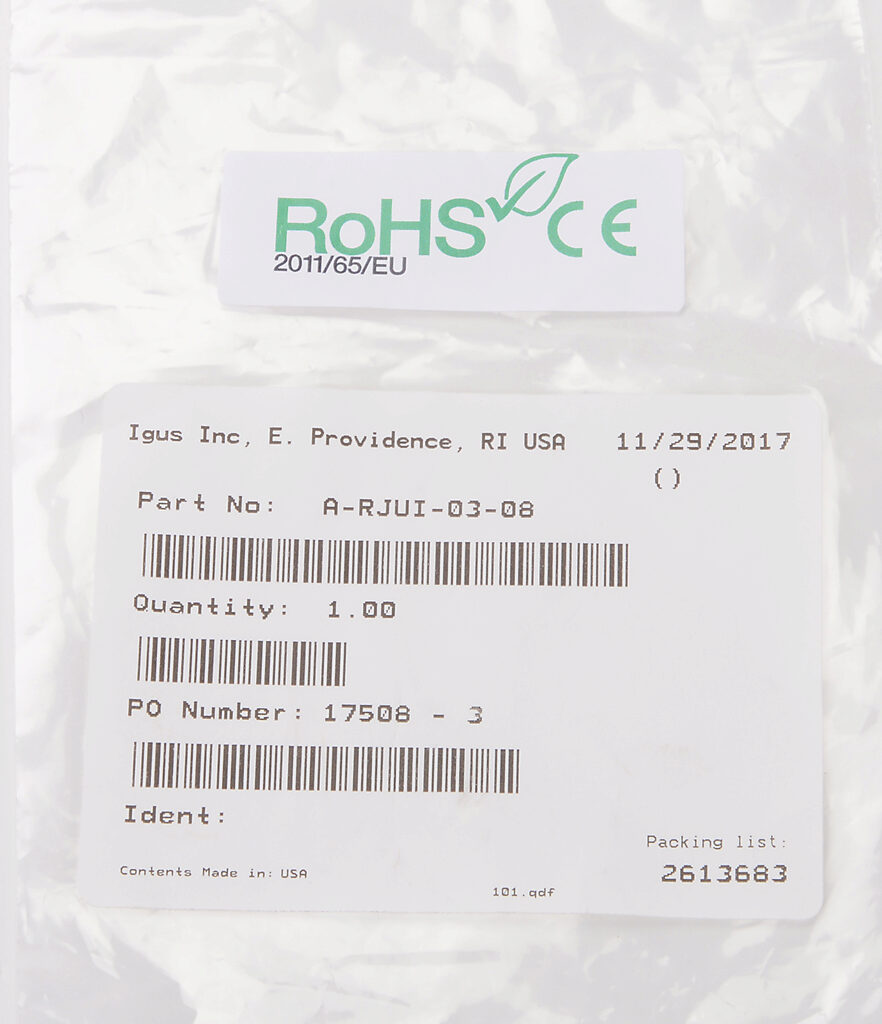 RoHS CE
2011/65/EU
Igus Inc, E. Providence, RI USA 11/29/2017
()
Part No: A-RJUI-03-08
Quantity: 1.00
PO Number: 17508 - 3
Ident:
Packing list:
2613683
Contents Made in: USA
101.qdf